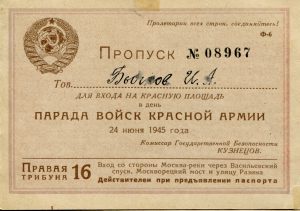 Пролетарии всех стран, соединяйтесь!
Ф-6
ПРОПУСК № 08967
Тов. Бычков И. А.
ДЛЯ ВХОДА НА КРАСНУЮ ПЛОЩАДЬ
в день
ПАРАДА ВОЙСК КРАСНОЙ АРМИИ
24 июня 1945 года
Комиссар Государственной Безопасности
КУЗНЕЦОВ.
ПРАВАЯ ТРИБУНА 16
Вход со стороны Москва-реки через Васильевский
спуск, Москворецкий мост и улицу Разина
Действителен при предъявлении паспорта